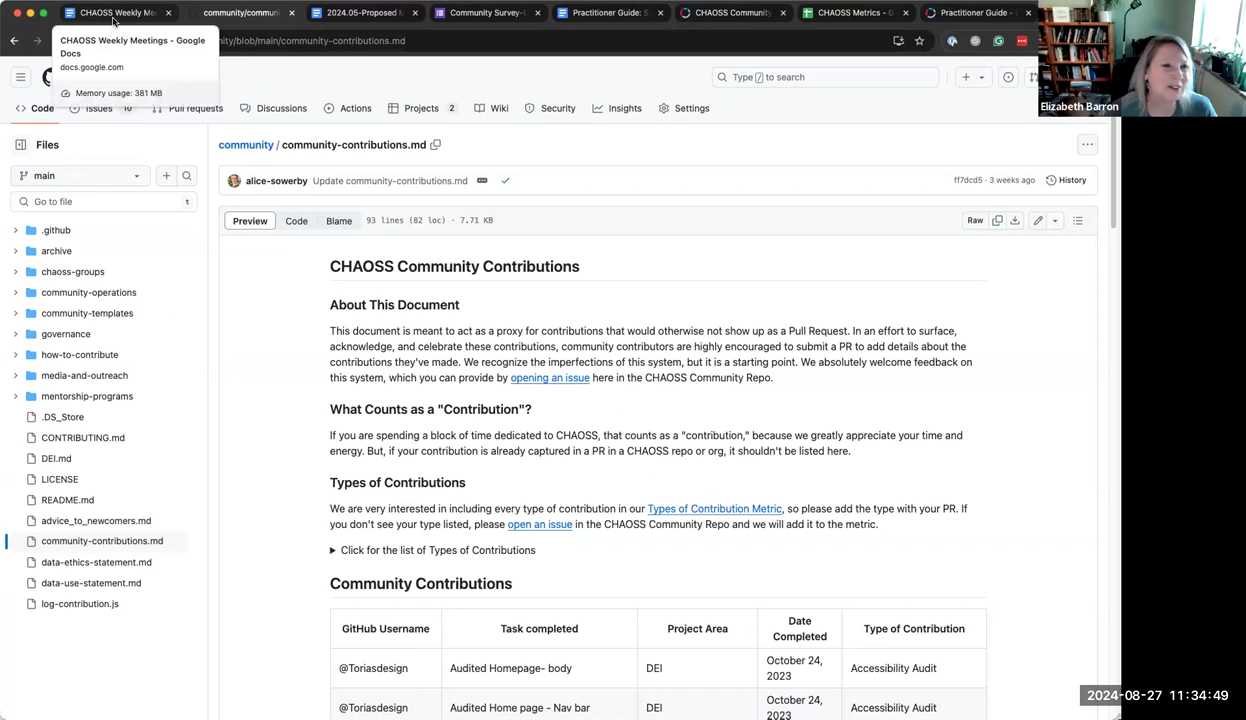 CHAOSS Weekly Me
community/commun
2024.05-Proposed M
Community Survey-
Practitioner Guide: S
CHAOSS Community
CHAOSS Metrics - G
Practitioner Guide -
CHAOSS Weekly Meetings - Google
Docs
docs.google.com
Memory usage: 381 MB
ity/blob/main/community-contributions.md
Type / to search
Elizabeth Barron
Code
Issues 10
Pull requests
Discussions
Actions
Projects 2
Wiki
Security
Insights
Settings
Files
community / community-contributions.md
main
alice-sowerby Update community-contributions.md
ff7dcd5 · 3 weeks ago
History
Go to file
t
Preview
Code
Blame
93 lines (82 loc) · 7.71 KB
Raw
.github
archive
chaoss-groups
community-operations
community-templates
governance
how-to-contribute
media-and-outreach
mentorship-programs
.DS_Store
CONTRIBUTING.md
DEI.md
LICENSE
README.md
advice_to_newcomers.md
community-contributions.md
data-ethics-statement.md
data-use-statement.md
log-contribution.js
CHAOSS Community Contributions
About This Document
This document is meant to act as a proxy for contributions that would otherwise not show up as a Pull Request. In an effort to surface,
acknowledge, and celebrate these contributions, community contributors are highly encouraged to submit a PR to add details about the
contributions they've made. We recognize the imperfections of this system, but it is a starting point. We absolutely welcome feedback on
this system, which you can provide by opening an issue here in the CHAOSS Community Repo.
What Counts as a "Contribution"?
If you are spending a block of time dedicated to CHAOSS, that counts as a "contribution," because we greatly appreciate your time and
energy. But, if your contribution is already captured in a PR in a CHAOSS repo or org, it shouldn't be listed here.
Types of Contributions
We are very interested in including every type of contribution in our Types of Contribution Metric, so please add the type with your PR. If
you don't see your type listed, please open an issue in the CHAOSS Community Repo and we will add it to the metric.
Click for the list of Types of Contributions
Community Contributions
GitHub Username
Task completed
Project Area
Date
Completed
Type of Contribution
@Toriasdesign
Audited Homepage- body
DEI
October 24,
2023
Accessibility Audit
@Toriasdesign
Audited Home page - Nav bar
DEI
October 24,
2023
Accessibility Audit
2024-08-27 11:34:49